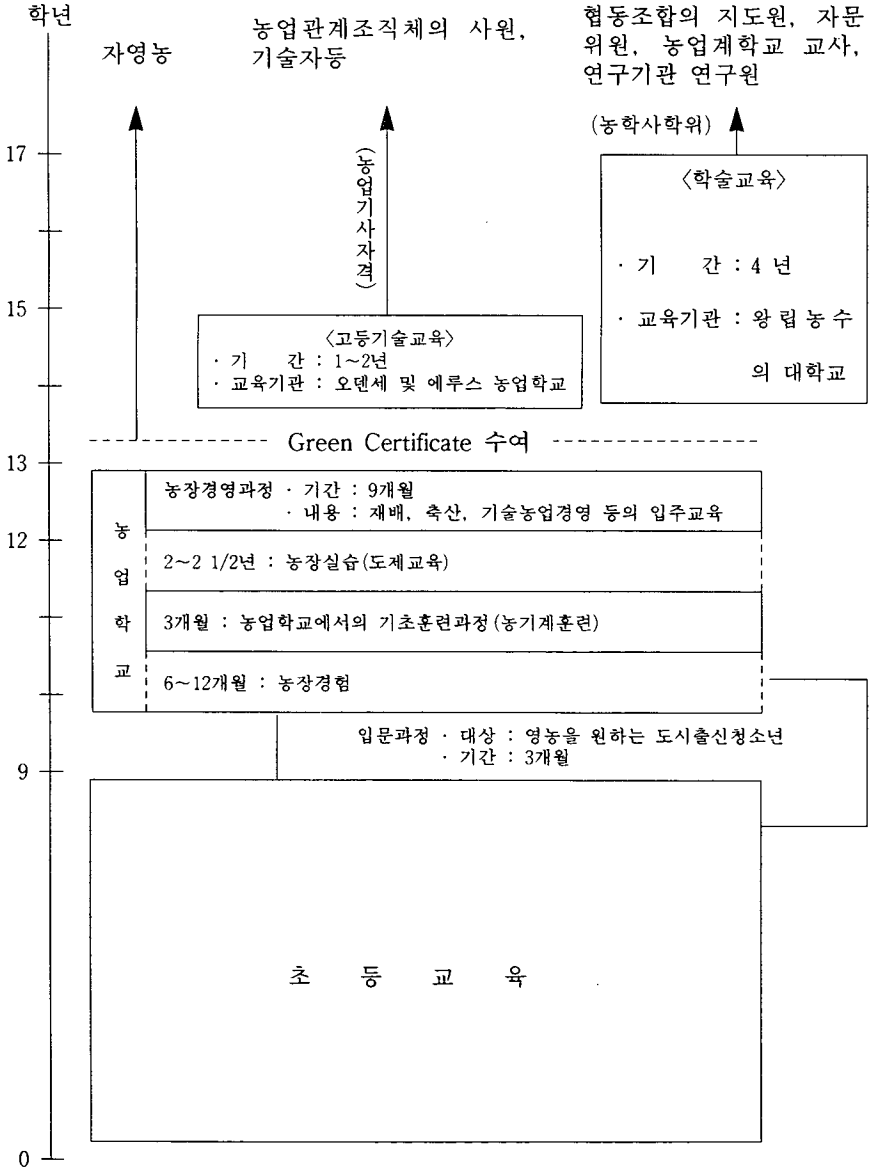 학년
자영농
농업관계조직체의 사원,
기술자등
협동조합의 지도원, 자문
위원, 농업계학교 교사,
연구기관 연구원
(농학사학위)
17
(농업기사자격)
〈학술교육〉
· 기 간 : 4 년
· 교육기관 : 왕립농수
의 대학교
15
〈고등기술교육〉
· 기 간 : 1~2년
· 교육기관 : 오덴세 및 에루스 농업학교
Green Certificate 수여
13
농업학교
농장경영과정 · 기간 : 9개월
· 내용 : 재배, 축산, 기술농업경영 등의 입주교육
12
2~2 1/2년 : 농장실습(도제교육)
3개월 : 농업학교에서의 기초훈련과정(농기계훈련)
6~12개월 : 농장경험
입문과정 · 대상 : 영농을 원하는 도시출신청소년
· 기간 : 3개월
9
초 등 교 육
0